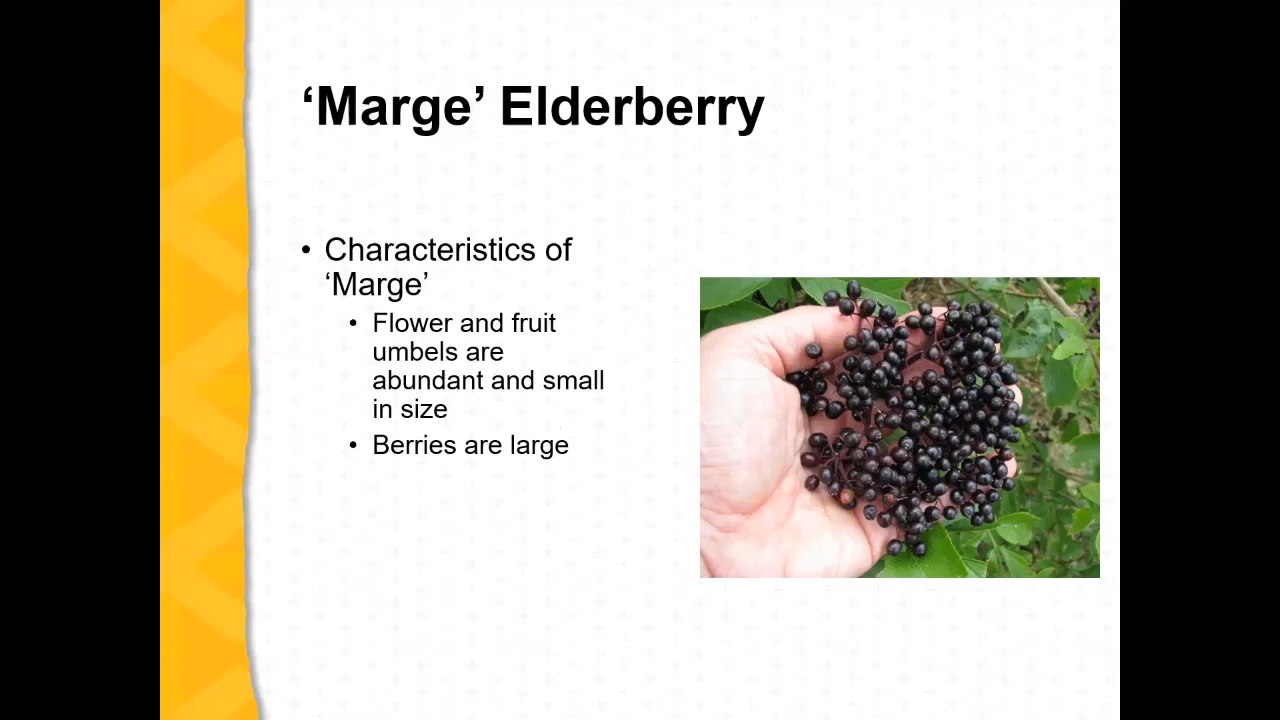 ‘Marge’ Elderberry
• Characteristics of
‘Marge’
• Flower and fruit
umbels are
abundant and small
in size
• Berries are large